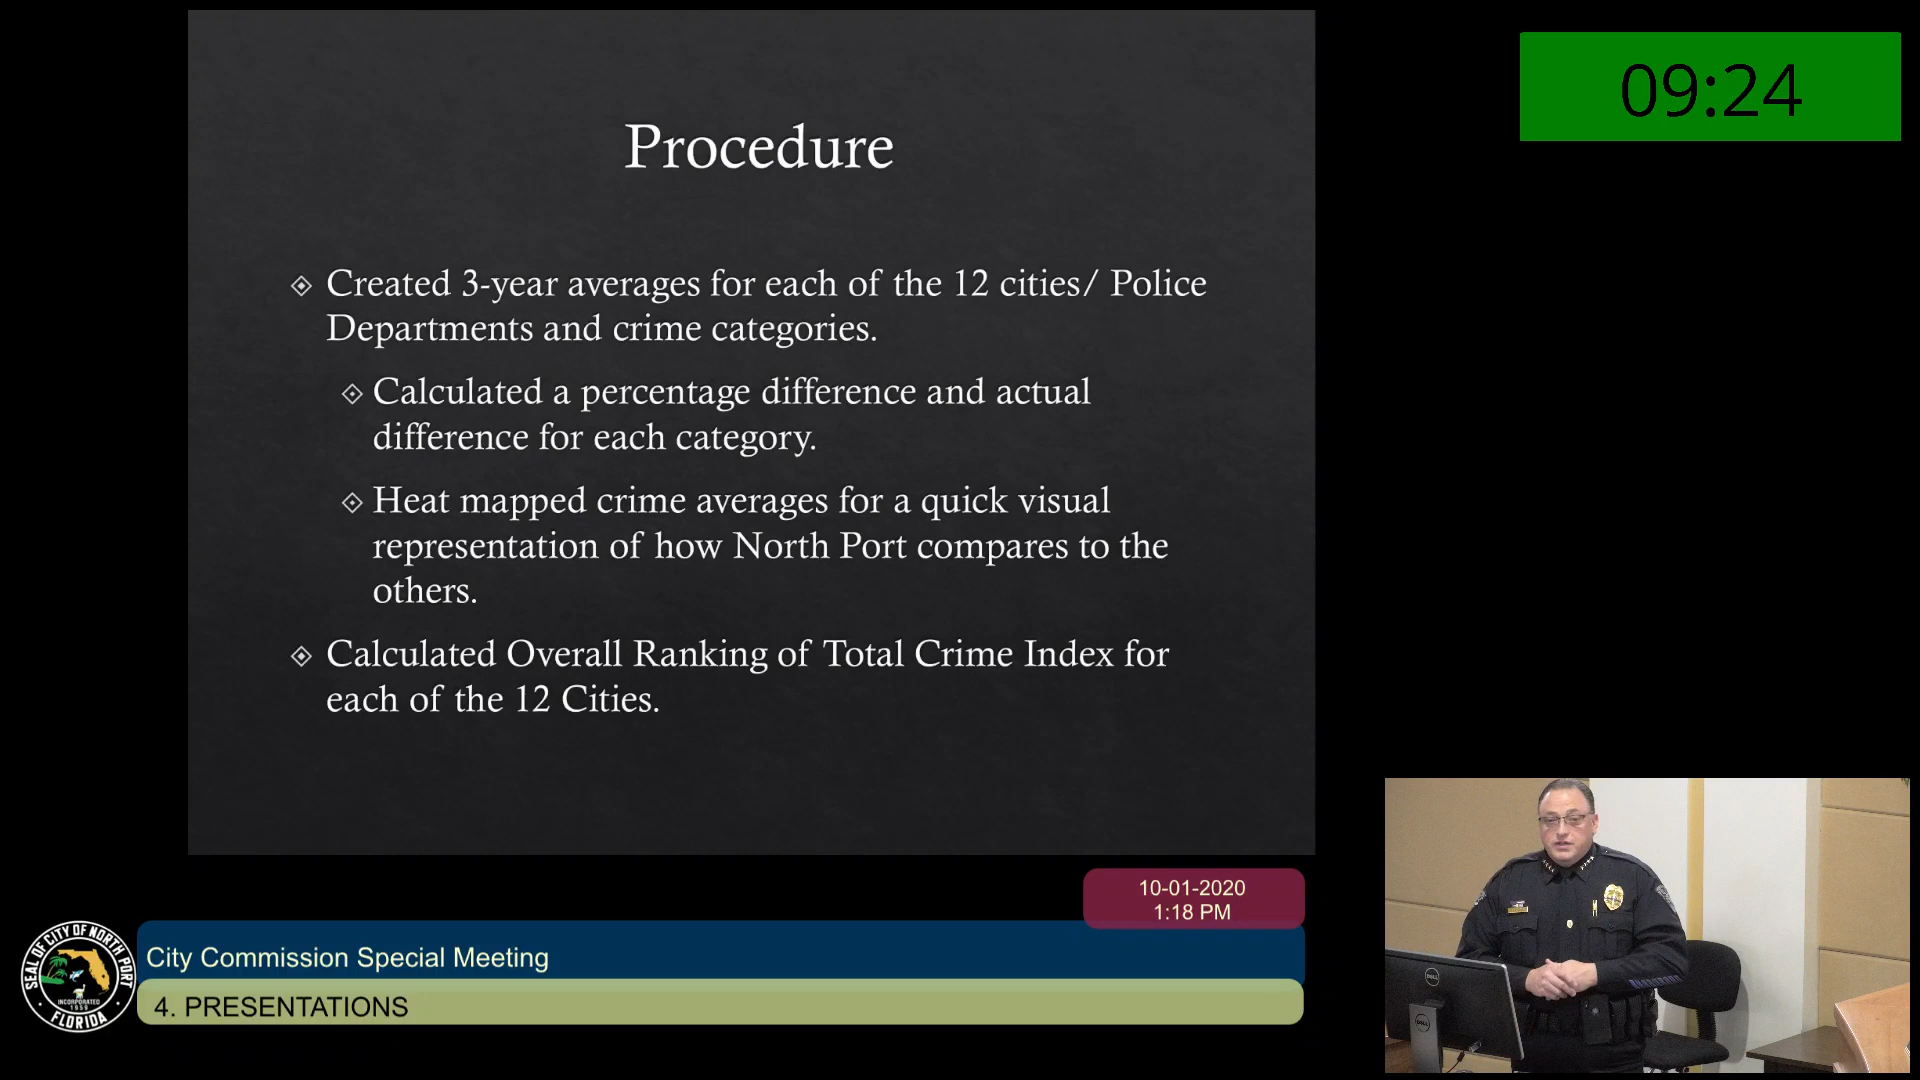 09:24
Procedure
Created 3-year averages for each of the 12 cities/ Police
Departments and crime categories.
Calculated a percentage difference and actual
difference for each category.
Heat mapped crime averages for a quick visual
representation of how North Port compares to the
others.
Calculated Overall Ranking of Total Crime Index for
each of the 12 Cities.
10-01-2020
1:18 PM
City Commission Special Meeting
4. PRESENTATIONS
SEAL OF CITY OF NORTH PORT
INCORPORATED
1959
FLORIDA
DELL
DELL